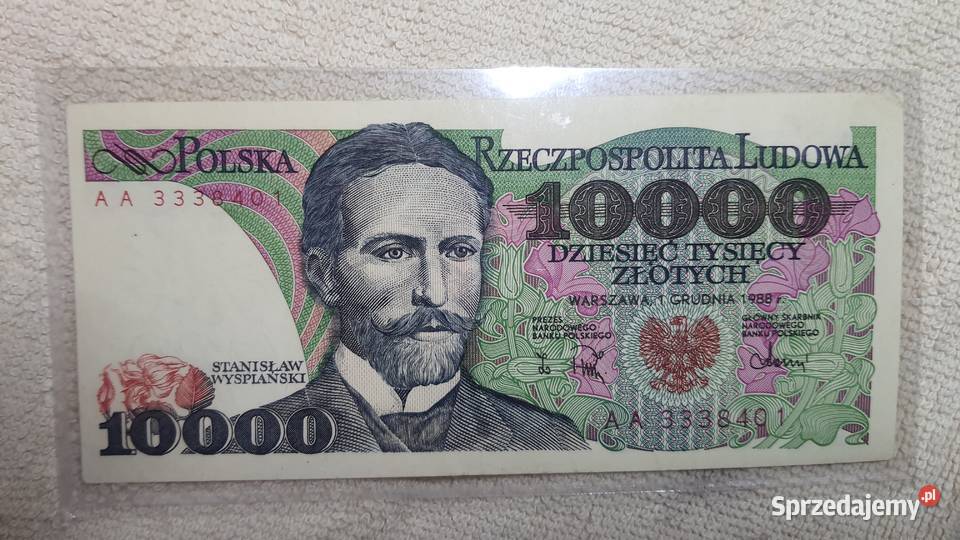 POLSKA
RZECZPOSPOLITA LUDOWA
AA 3338401
10000
DZIESIĘĆ TYSIĘCY
ZŁOTYCH
WARSZAWA, 1 GRUDNIA 1988 r.
PREZES
NARODOWEGO
BANKU POLSKIEGO
GŁÓWNY SKARBNIK
NARODOWEGO
BANKU POLSKIEGO
STANISŁAW
WYSPIAŃSKI
10000
AA 3338401
Sprzedajemy.pl